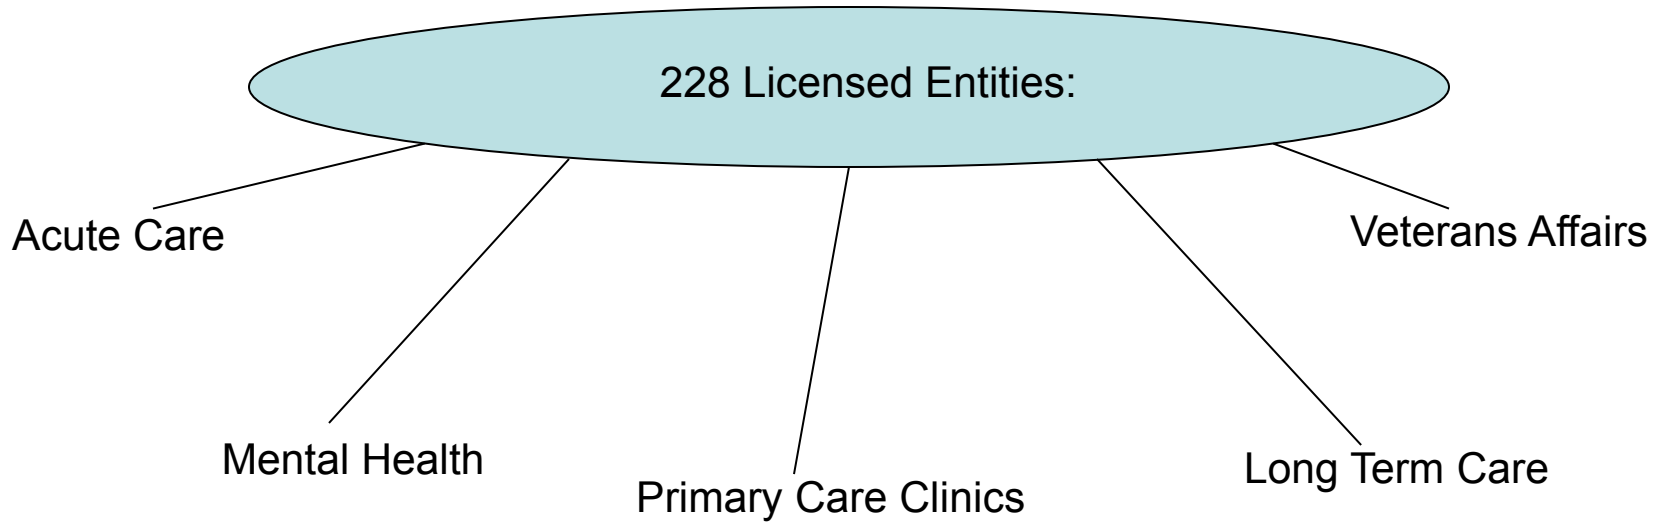 228 Licensed Entities:
Acute Care
Veterans Affairs
Mental Health
Primary Care Clinics
Long Term Care